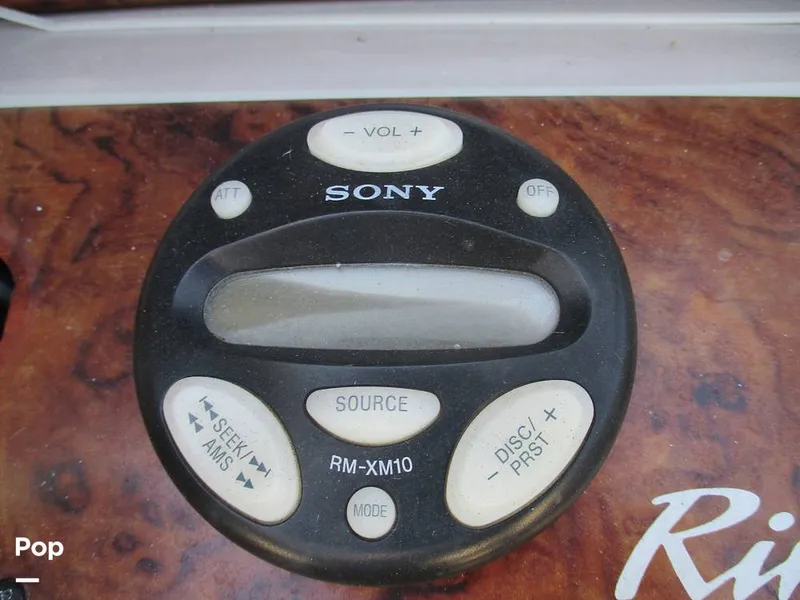 - VOL +
ATT
SONY
OFF
SOURCE
SEEK/
AMS
- DISC/ +
PRST
RM-XM10
MODE
Pop